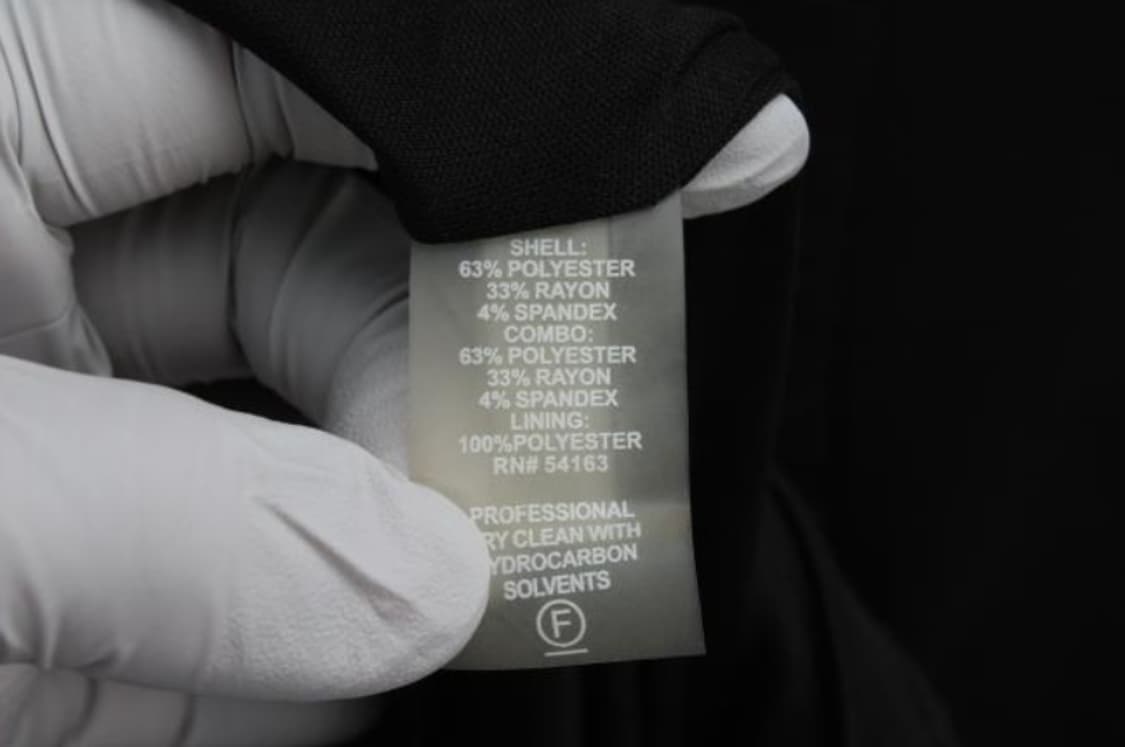 SHELL:
63% POLYESTER
33% RAYON
4% SPANDEX
COMBO:
63% POLYESTER
33% RAYON
4% SPANDEX
LINING:
100%POLYESTER
RN# 54163
PROFESSIONAL
RY CLEAN WITH
YDROCARBON
SOLVENTS
F